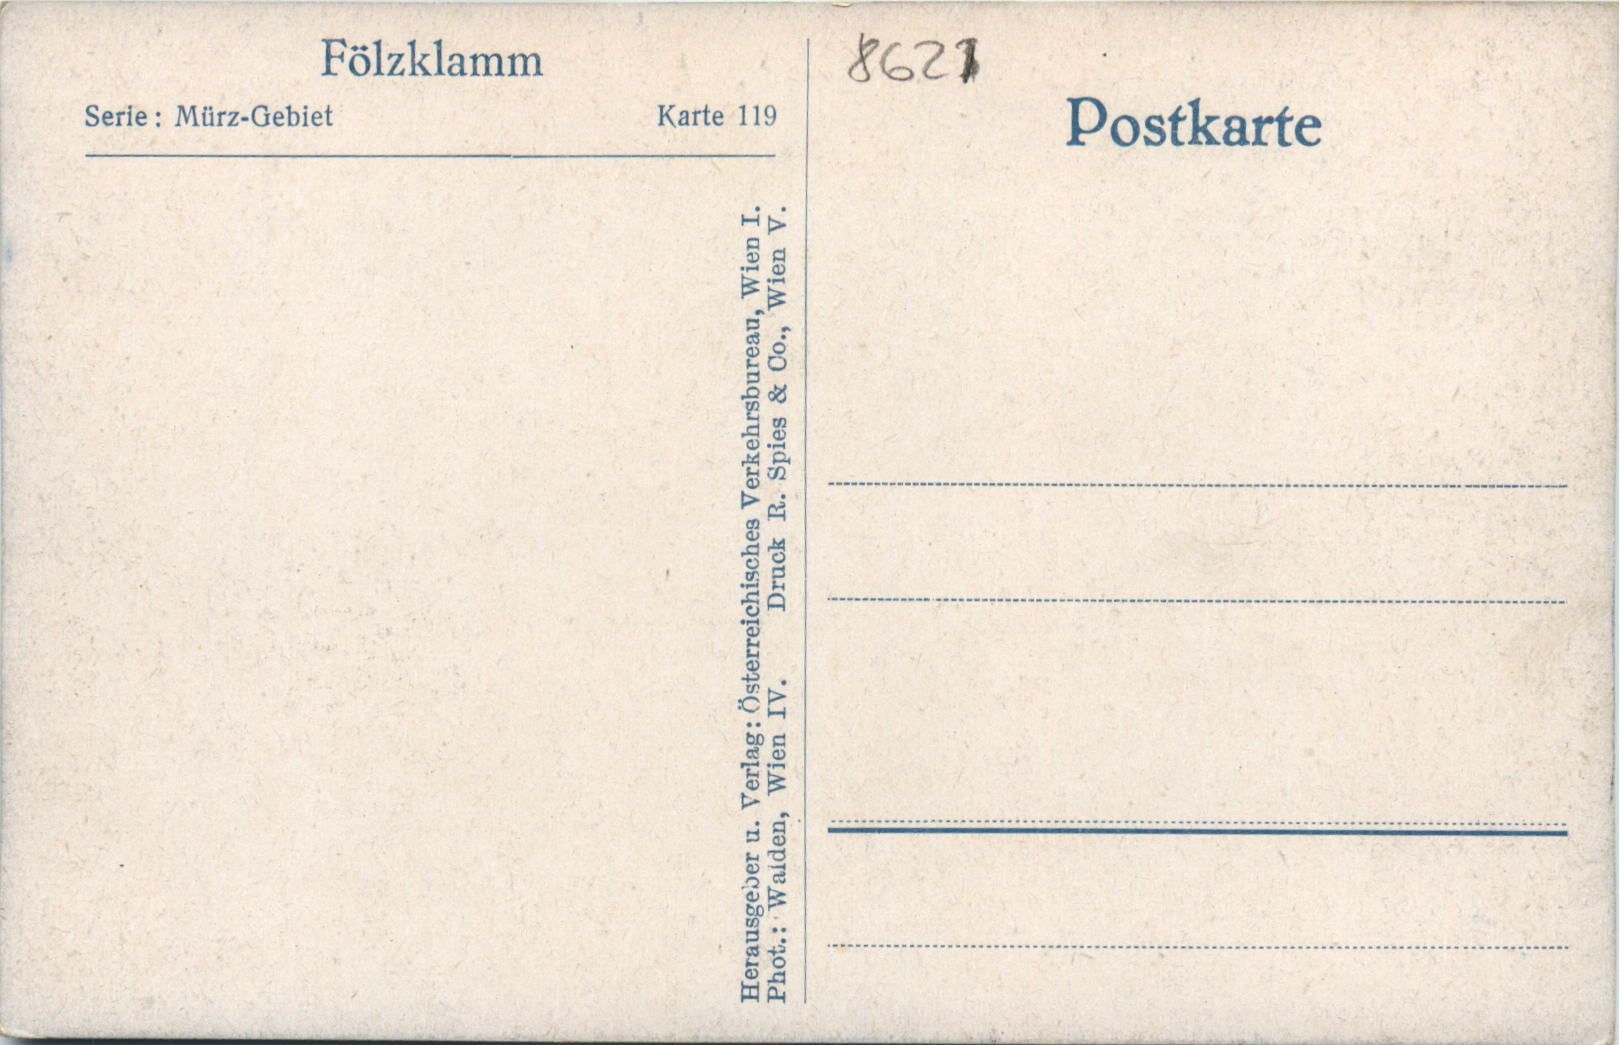 Fölzklamm
Serie: Mürz-Gebiet
Karte 119
Herausgeber u. Verlag: Österreichisches Verkehrsbureau, Wien I.
Phot.: Walden, Wien IV. Druck R. Spies & Co., Wien V.
8621
Postkarte